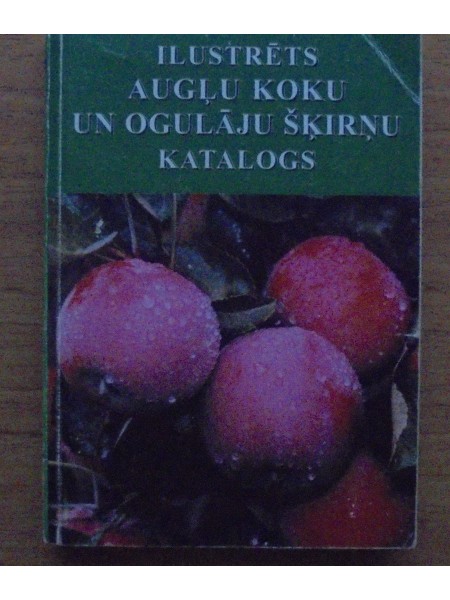 ILUSTRĒTS
AUGĻU KOKU
UN OGULĀJU ŠĶIRŅU
KATALOGS